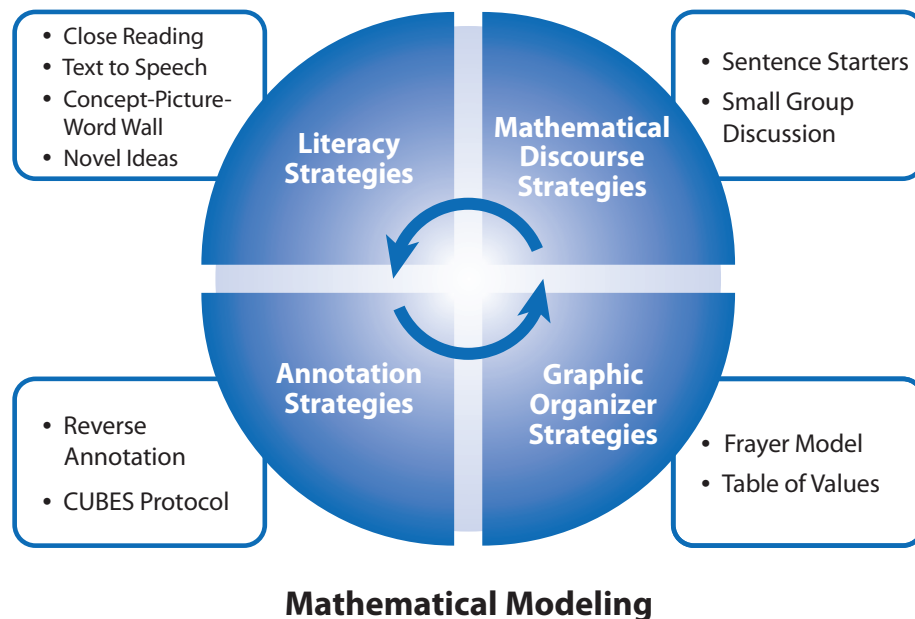 • Close Reading
• Text to Speech
• Concept-Picture-
Word Wall
• Novel Ideas
Literacy
Strategies
Mathematical
Discourse
Strategies
• Sentence Starters
• Small Group
Discussion
• Reverse
Annotation
• CUBES Protocol
Annotation
Strategies
Graphic
Organizer
Strategies
• Frayer Model
• Table of Values
Mathematical Modeling